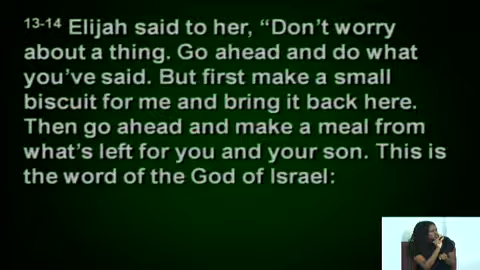 13-14 Elijah said to her, “Don’t worry
about a thing. Go ahead and do what
you’ve said. But first make a small
biscuit for me and bring it back here.
Then go ahead and make a meal from
what’s left for you and your son. This is
the word of the God of Israel: